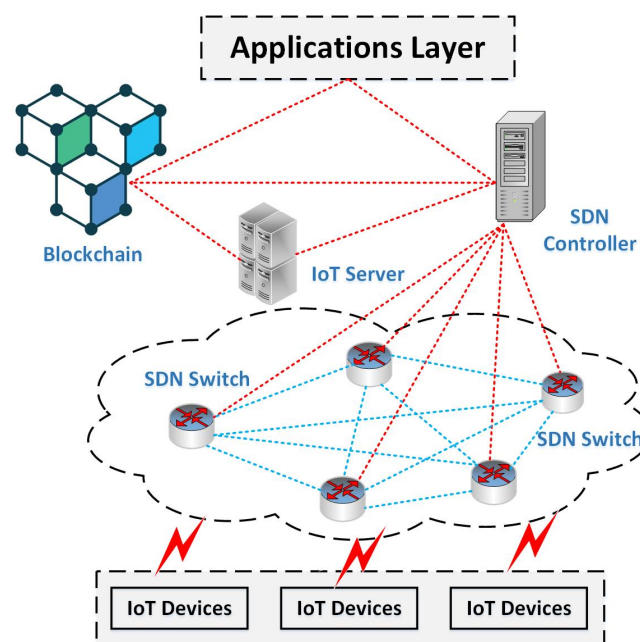 Applications Layer
Blockchain
IoT Server
SDN
Controller
SDN Switch
SDN Switch
IoT Devices
IoT Devices
IoT Devices